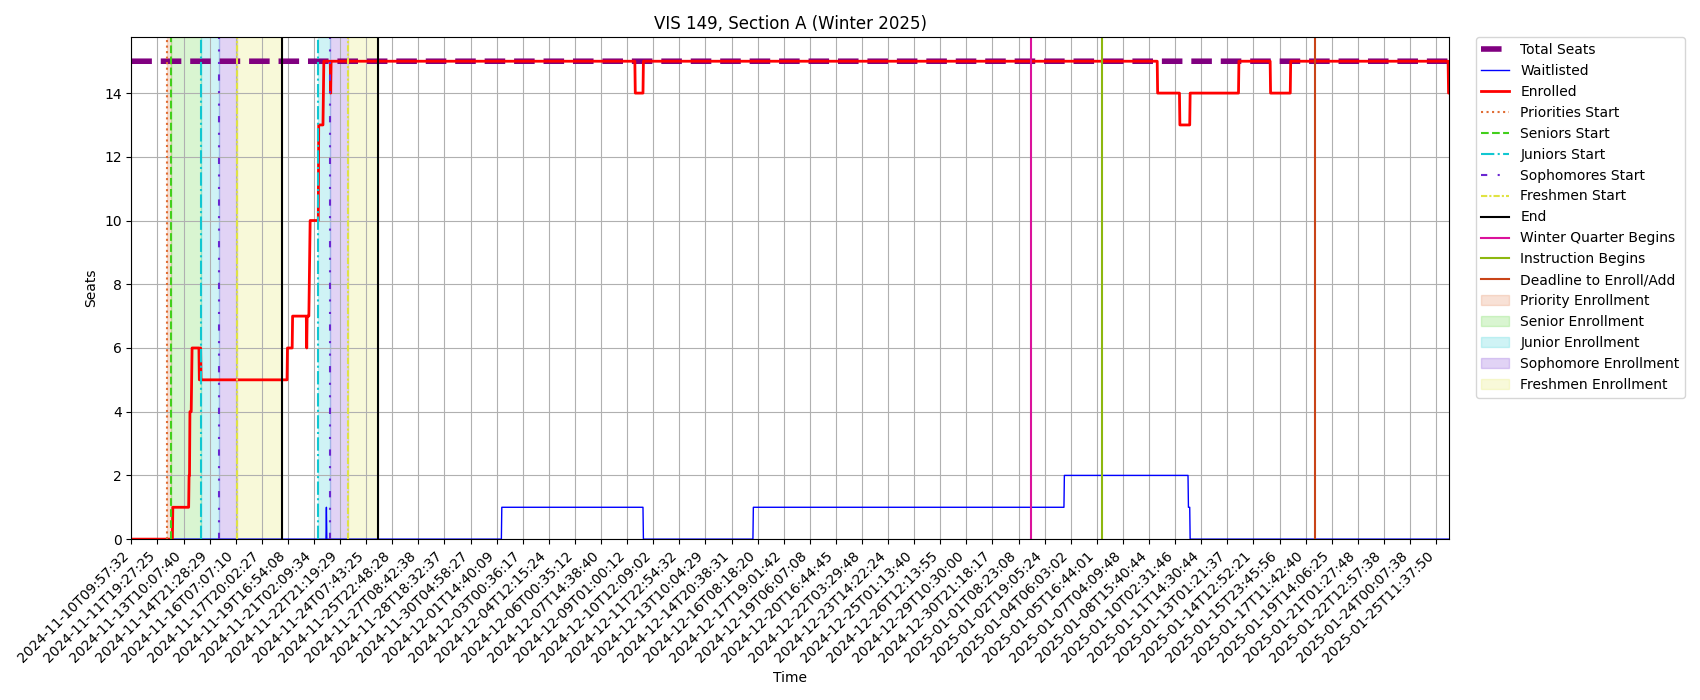 VIS 149, Section A (Winter 2025)
Seats
14
12
10
8
6
4
2
0
2024-11-10T09:57:32
2024-11-11T19:27:25
2024-11-13T10:07:40
2024-11-14T21:28:29
2024-11-16T07:07:10
2024-11-17T20:02:27
2024-11-19T16:54:08
2024-11-21T02:09:34
2024-11-22T21:19:29
2024-11-24T07:43:25
2024-11-25T22:48:28
2024-11-27T08:42:38
2024-11-28T18:32:37
2024-11-30T04:58:27
2024-12-01T14:40:09
2024-12-03T00:36:17
2024-12-04T12:15:24
2024-12-06T00:35:12
2024-12-07T14:38:40
2024-12-09T01:00:12
2024-12-10T12:09:02
2024-12-11T22:54:32
2024-12-13T10:04:29
2024-12-14T20:38:31
2024-12-16T08:18:20
2024-12-17T19:01:42
2024-12-19T06:07:08
2024-12-20T16:44:45
2024-12-22T03:29:48
2024-12-23T14:22:24
2024-12-25T01:13:40
2024-12-26T12:13:55
2024-12-29T10:30:00
2024-12-30T21:18:17
2025-01-01T08:23:08
2025-01-02T19:05:24
2025-01-04T06:03:02
2025-01-05T16:44:01
2025-01-07T04:09:48
2025-01-08T15:40:44
2025-01-10T02:31:46
2025-01-11T14:30:44
2025-01-13T01:21:37
2025-01-14T12:52:21
2025-01-15T23:45:56
2025-01-17T11:42:40
2025-01-19T14:06:25
2025-01-21T01:27:48
2025-01-22T12:57:38
2025-01-24T00:07:38
2025-01-25T11:37:50
Time
Total Seats
Waitlisted
Enrolled
Priorities Start
Seniors Start
Juniors Start
Sophomores Start
Freshmen Start
End
Winter Quarter Begins
Instruction Begins
Deadline to Enroll/Add
Priority Enrollment
Senior Enrollment
Junior Enrollment
Sophomore Enrollment
Freshmen Enrollment